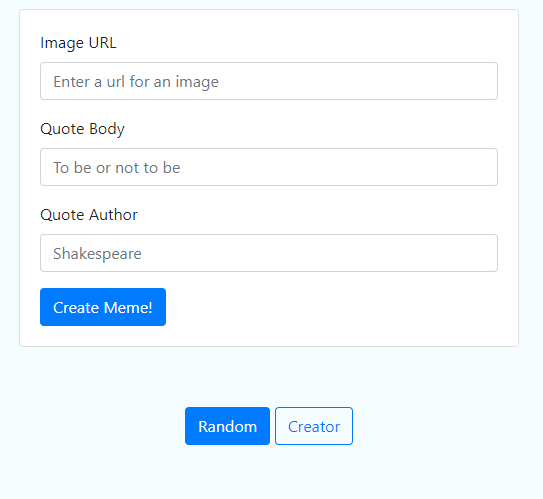 Image URL
Enter a url for an image
Quote Body
To be or not to be
Quote Author
Shakespeare
Create Meme!
Random Creator